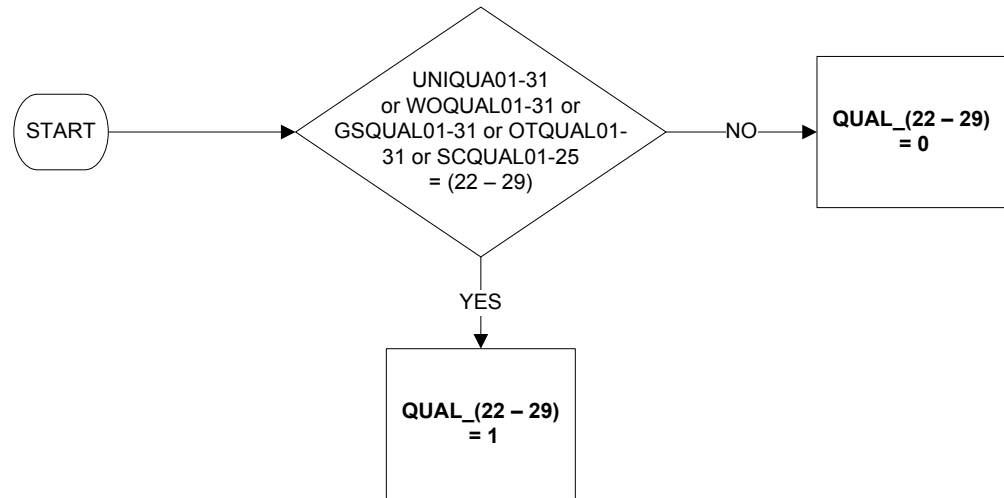 START
UNIQUA01-31
or WOQUAL01-31 or
GSQUAL01-31 or OTQUAL01-
31 or SCQUAL01-25
= (22 – 29)
NO
QUAL_(22 – 29)
= 0
YES
QUAL_(22 – 29)
= 1